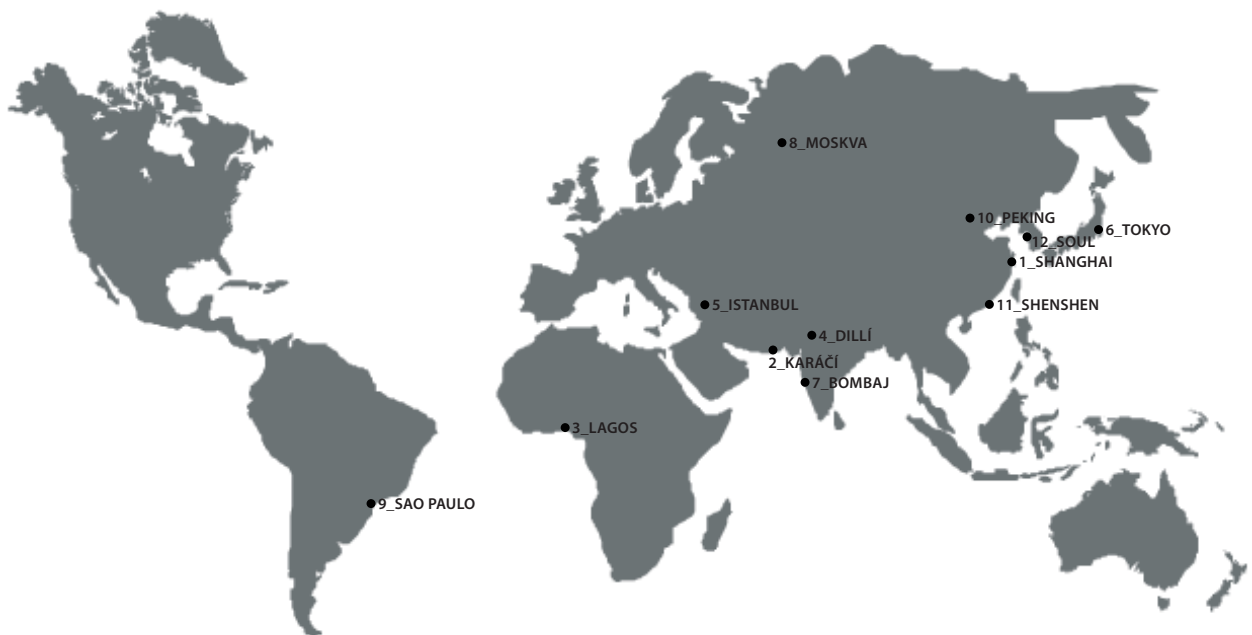 8_MOSKVA
10_PEKING
6_TOKYO
12_SOUL
1_SHANGHAI
5_ISTANBUL
11_SHENSHEN
4_DILLÍ
2_KARÁČÍ
7_BOMBAJ
3_LAGOS
9_SAO PAULO